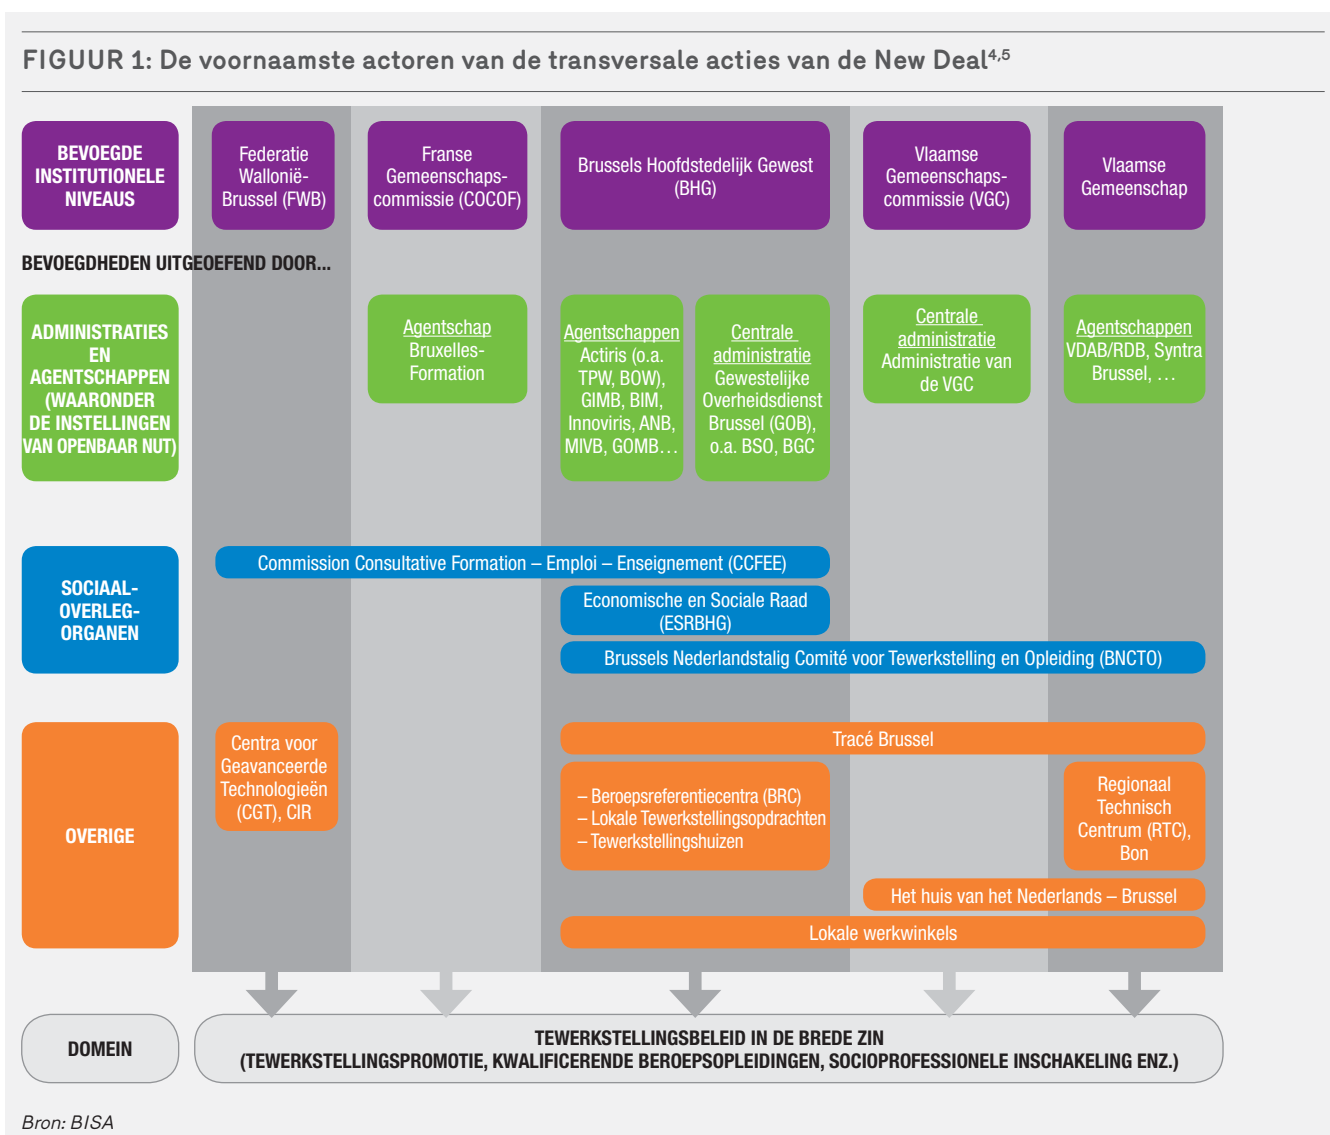 FIGUUR 1: De voornaamste actoren van de transversale acties van de New Deal4,5
BEVOEGDE
INSTITUTIONELE
NIVEAUS
Federatie
Wallonië-
Brussel (FWB)
Franse
Gemeenschaps-
commissie (COCOF)
Brussels Hoofdstedelijk Gewest
(BHG)
Vlaamse
Gemeenschaps-
commissie (VGC)
Vlaamse
Gemeenschap
BEVOEGDHEDEN UITGEOEFEND DOOR...
ADMINISTRATIES
EN
AGENTSCHAPPEN
(WAARONDER
DE INSTELLINGEN
VAN OPENBAAR NUT)
Agentschap
Bruxelles-
Formation
Agentschappen
Actiris (o.a.
TPW, BOW),
GIMB, BIM,
Innoviris, ANB,
MIVB, GOMB…
Centrale
administratie
Gewestelijke
Overheidsdienst
Brussel (GOB),
o.a. BSO, BGC
Centrale
administratie
Administratie van
de VGC
Agentschappen
VDAB/RDB, Syntra
Brussel, …
SOCIAAL-
OVERLEG-
ORGANEN
Commission Consultative Formation – Emploi – Enseignement (CCFEE)
Economische en Sociale Raad
(ESRBHG)
Brussels Nederlandstalig Comité voor Tewerkstelling en Opleiding (BNCTO)
OVERIGE
Centra voor
Geavanceerde
Technologieën
(CGT), CIR
Tracé Brussel
– Beroepsreferentiecentra (BRC)
– Lokale Tewerkstellingsopdrachten
– Tewerkstellingshuizen
Regionaal
Technisch
Centrum (RTC),
Bon
Het huis van het Nederlands – Brussel
Lokale werkwinkels
DOMEIN
TEWERKSTELLINGSBELEID IN DE BREDE ZIN
(TEWERKSTELLINGSPROMOTIE, KWALIFICERENDE BEROEPSOPLEIDINGEN, SOCIOPROFESSIONELE INSCHAKELING ENZ.)
Bron: BISA